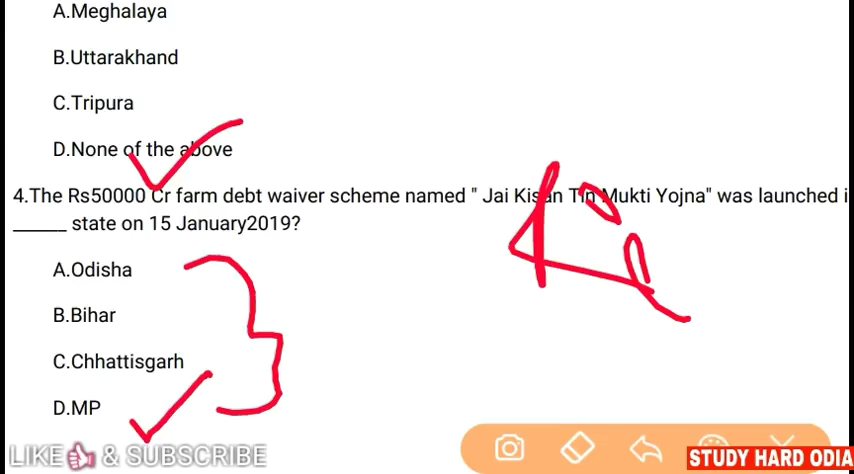 A.Meghalaya
B.Uttarakhand
C.Tripura
D.None of the above
4.The Rs50000 Cr farm debt waiver scheme named " Jai Kisan Tin Mukti Yojna" was launched i
______ state on 15 January2019?
A.Odisha
B.Bihar
C.Chhattisgarh
D.MP
LIKE & SUBSCRIBE
STUDY HARD ODIA